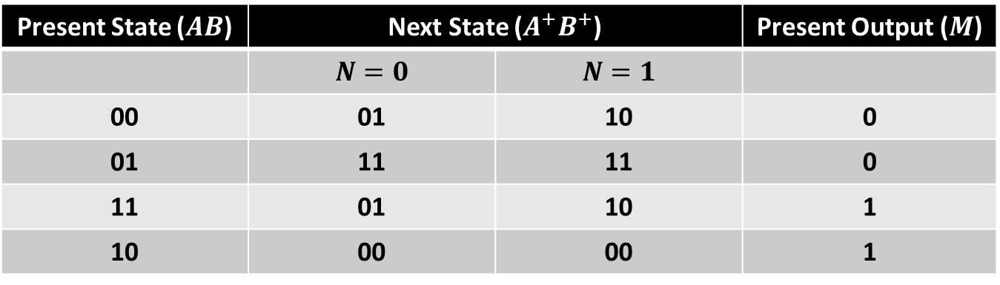 Present State (AB) Next State (A⁺B⁺) Present Output (M)
N = 0 N = 1
00 01 10 0
01 11 11 0
11 01 10 1
10 00 00 1